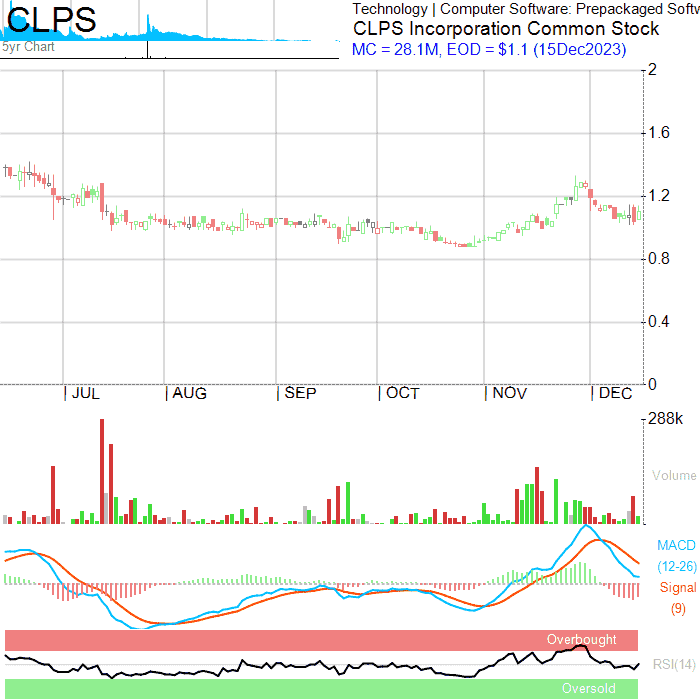 CLPS
5yr Chart
Technology | Computer Software: Prepackaged Softw
CLPS Incorporation Common Stock
MC = 28.1M, EOD = $1.1 (15Dec2023)
2
1.6
1.2
0.8
0.4
0
JUL
AUG
SEP
OCT
NOV
DEC
288k
Volume
MACD
(12-26)
Signal
(9)
Overbought
RSI(14)
Oversold